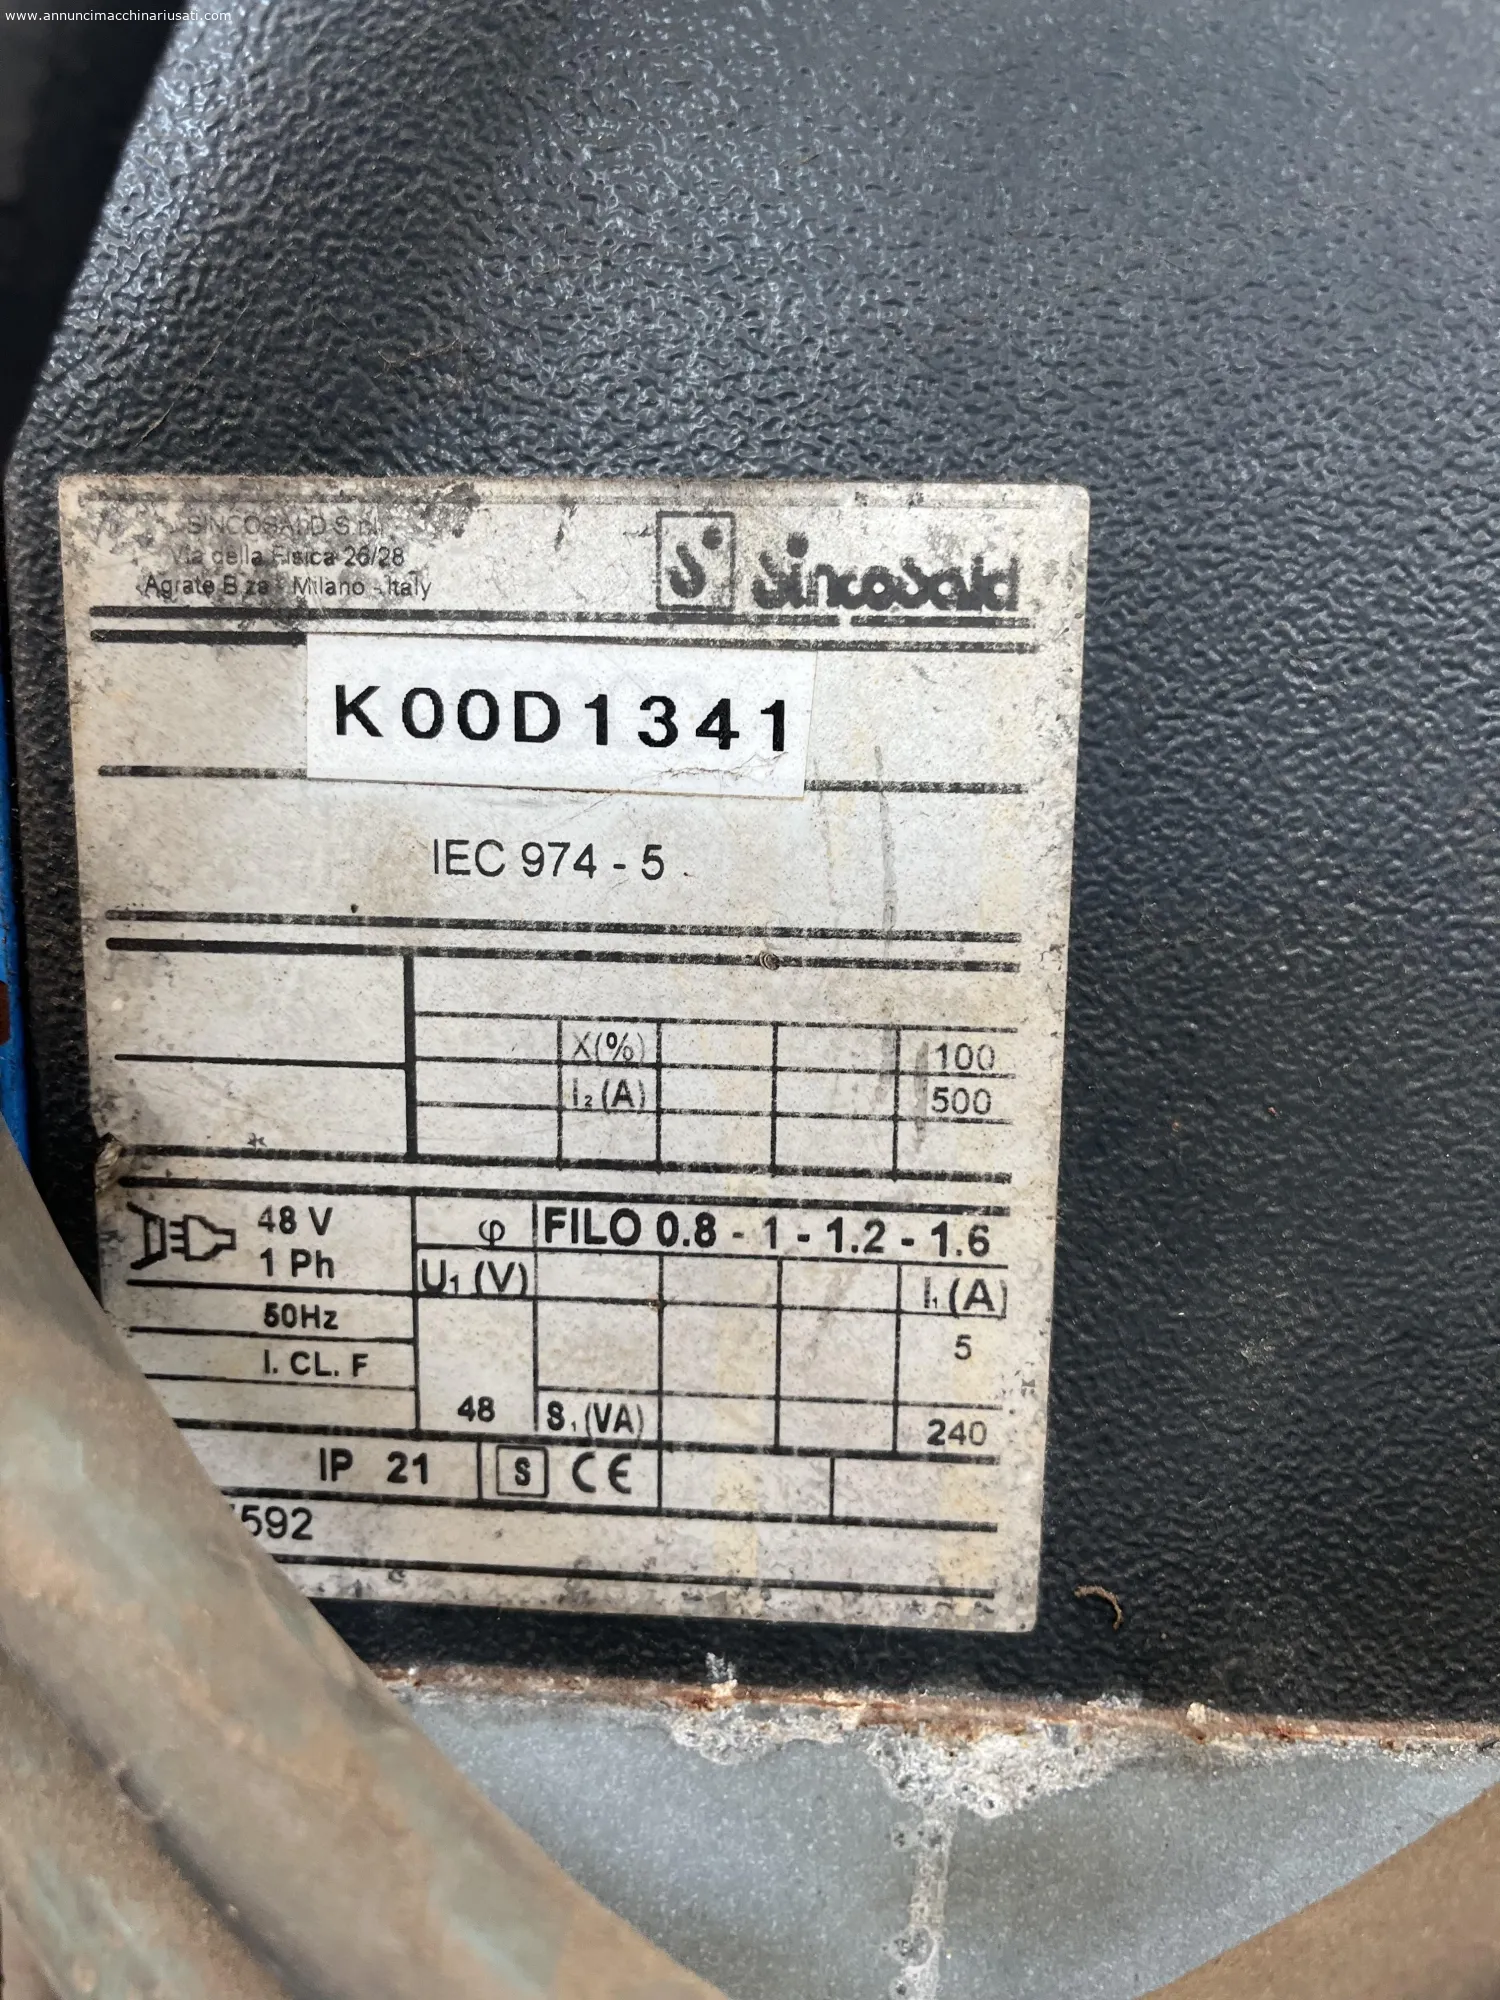 www.annuncimacchinariusati.com
SINCOSALD S.r.l.
Via della Fisica 26/28
Agrate B.za - Milano - Italy
S sincosald
K00D1341
IEC 974 - 5
X(%) 100
I₂ (A) 500
48 V
1 Ph
φ FILO 0.8 - 1 - 1.2 - 1.6
U₁ (V) I₁ (A)
50Hz
5
I. CL. F
48 S₁ (VA) 240
IP 21 S CE
592